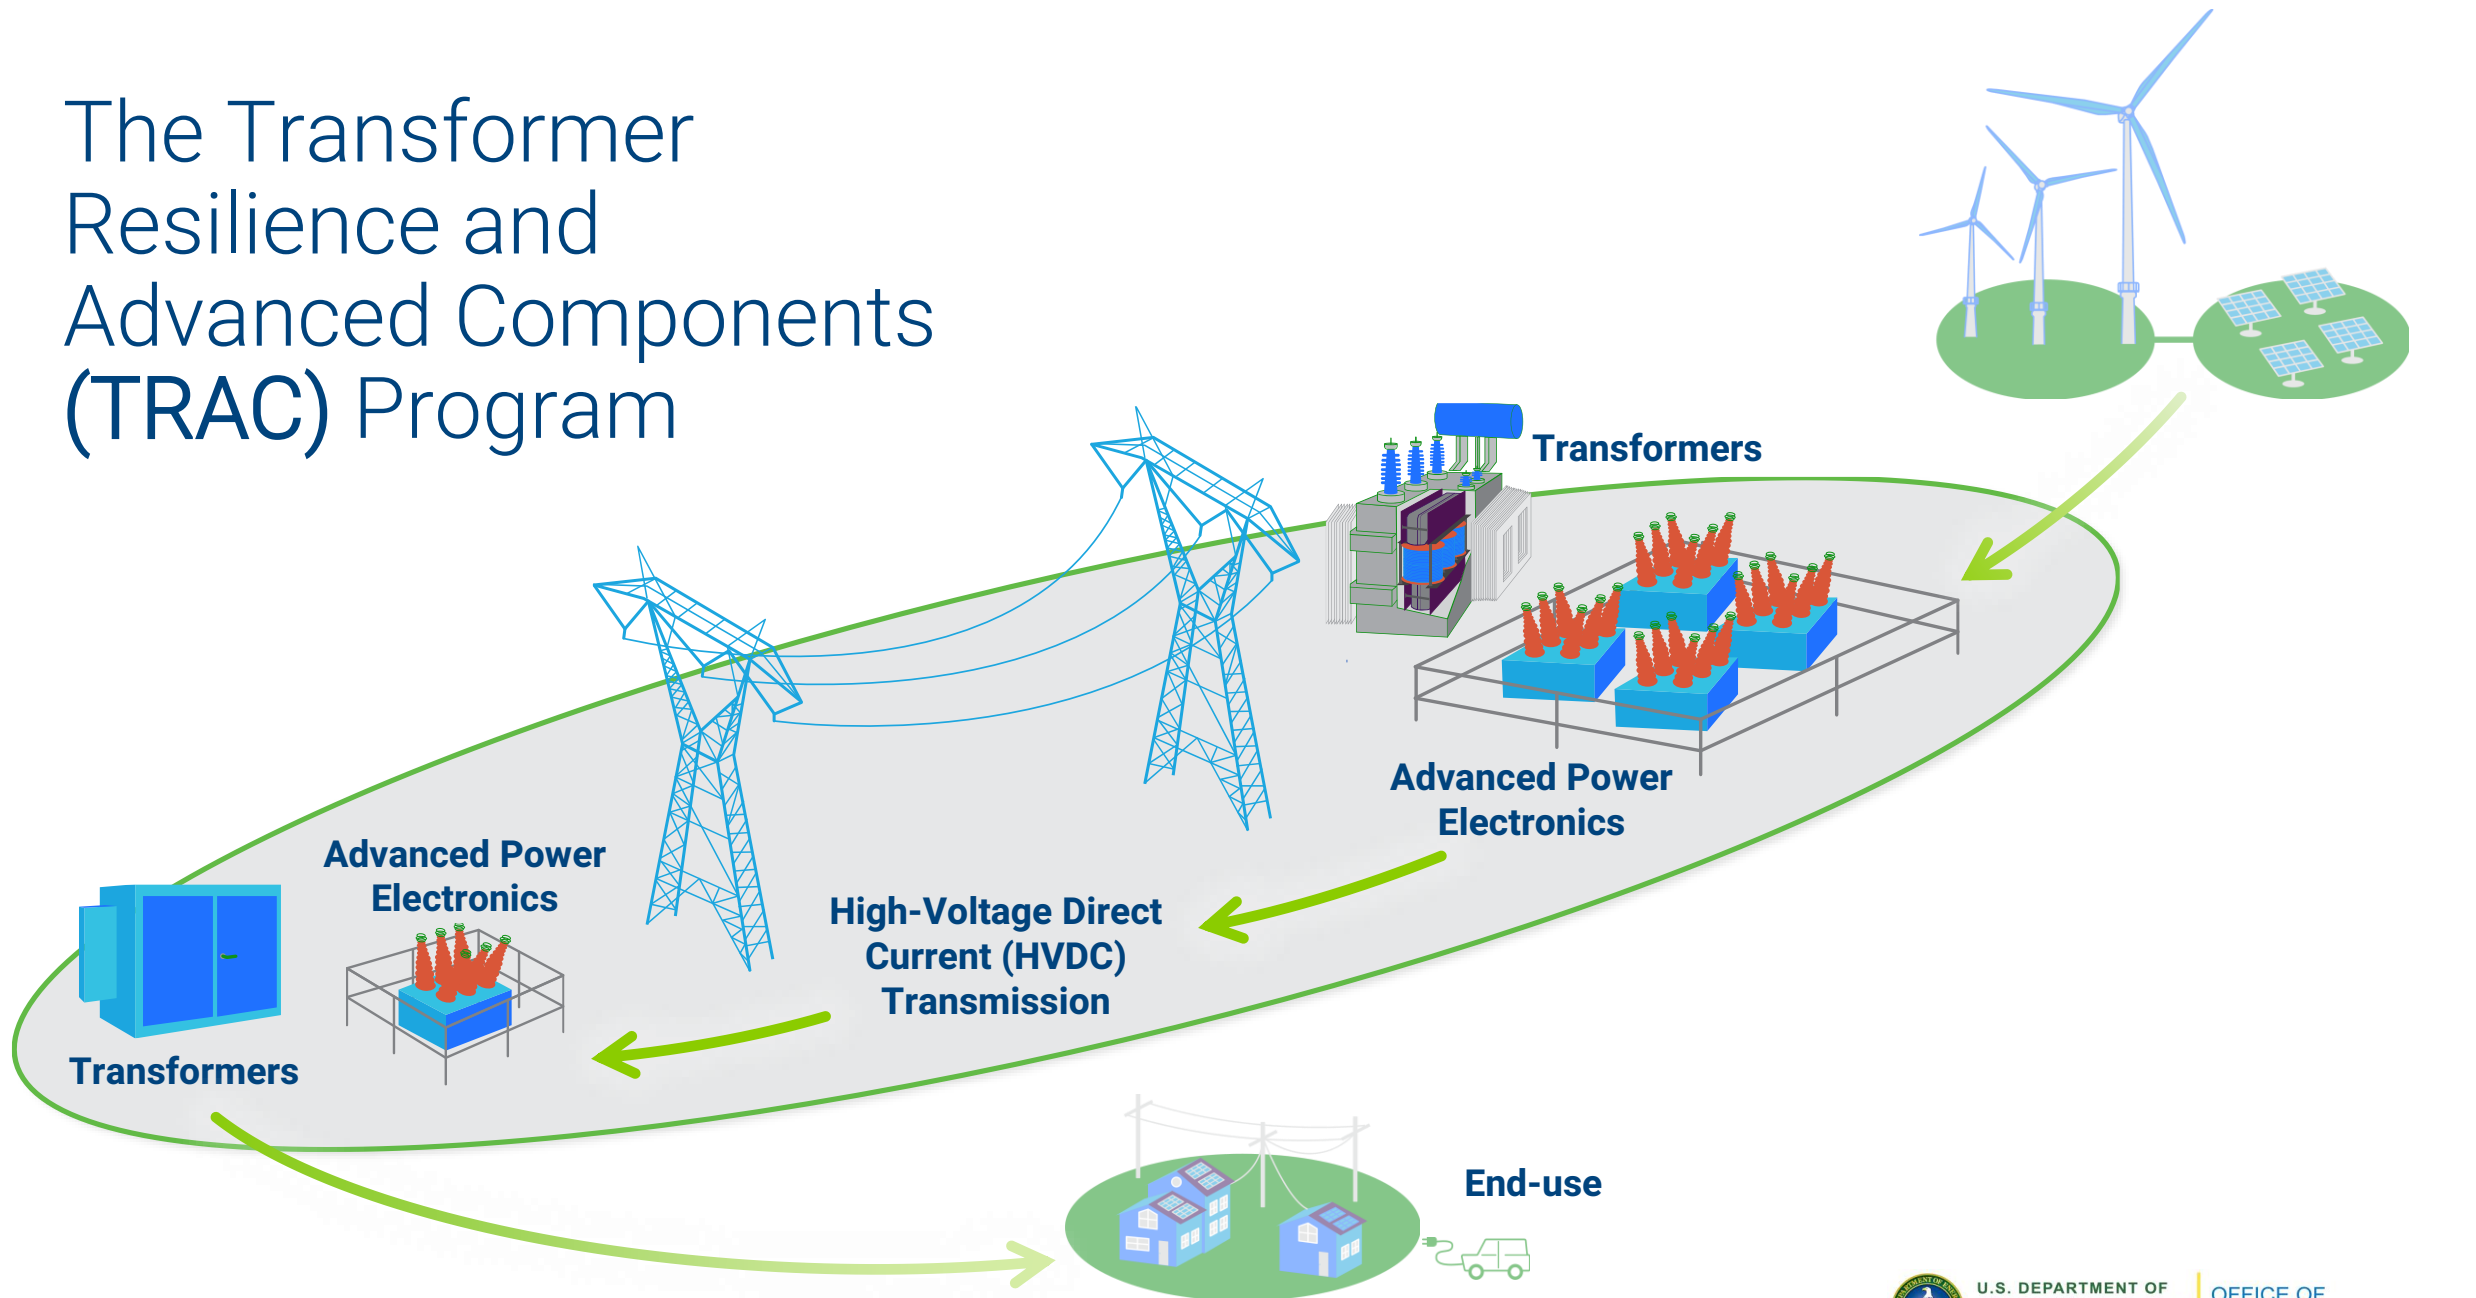 The Transformer
Resilience and
Advanced Components
(TRAC) Program
Transformers
Advanced Power
Electronics
Advanced Power
Electronics
High-Voltage Direct
Current (HVDC)
Transmission
Transformers
End-use
U.S. DEPARTMENT OF
OFFICE OF